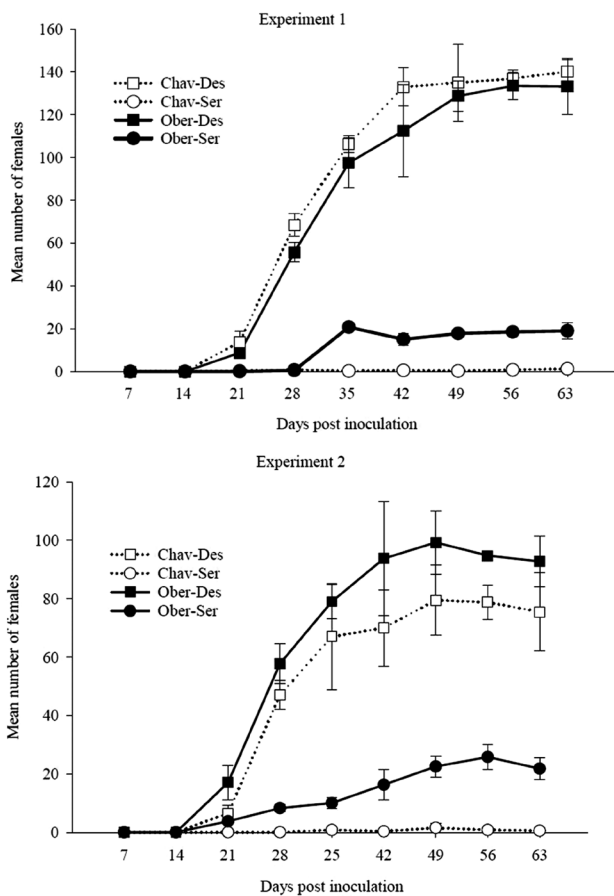 Experiment 1
160
140
120
100
80
60
40
20
0
Mean number of females
Chav-Des
Chav-Ser
Ober-Des
Ober-Ser
7 14 21 28 35 42 49 56 63
Days post inoculation
Experiment 2
120
100
80
60
40
20
0
Mean number of females
Chav-Des
Chav-Ser
Ober-Des
Ober-Ser
7 14 21 28 25 42 49 56 63
Days post inoculation